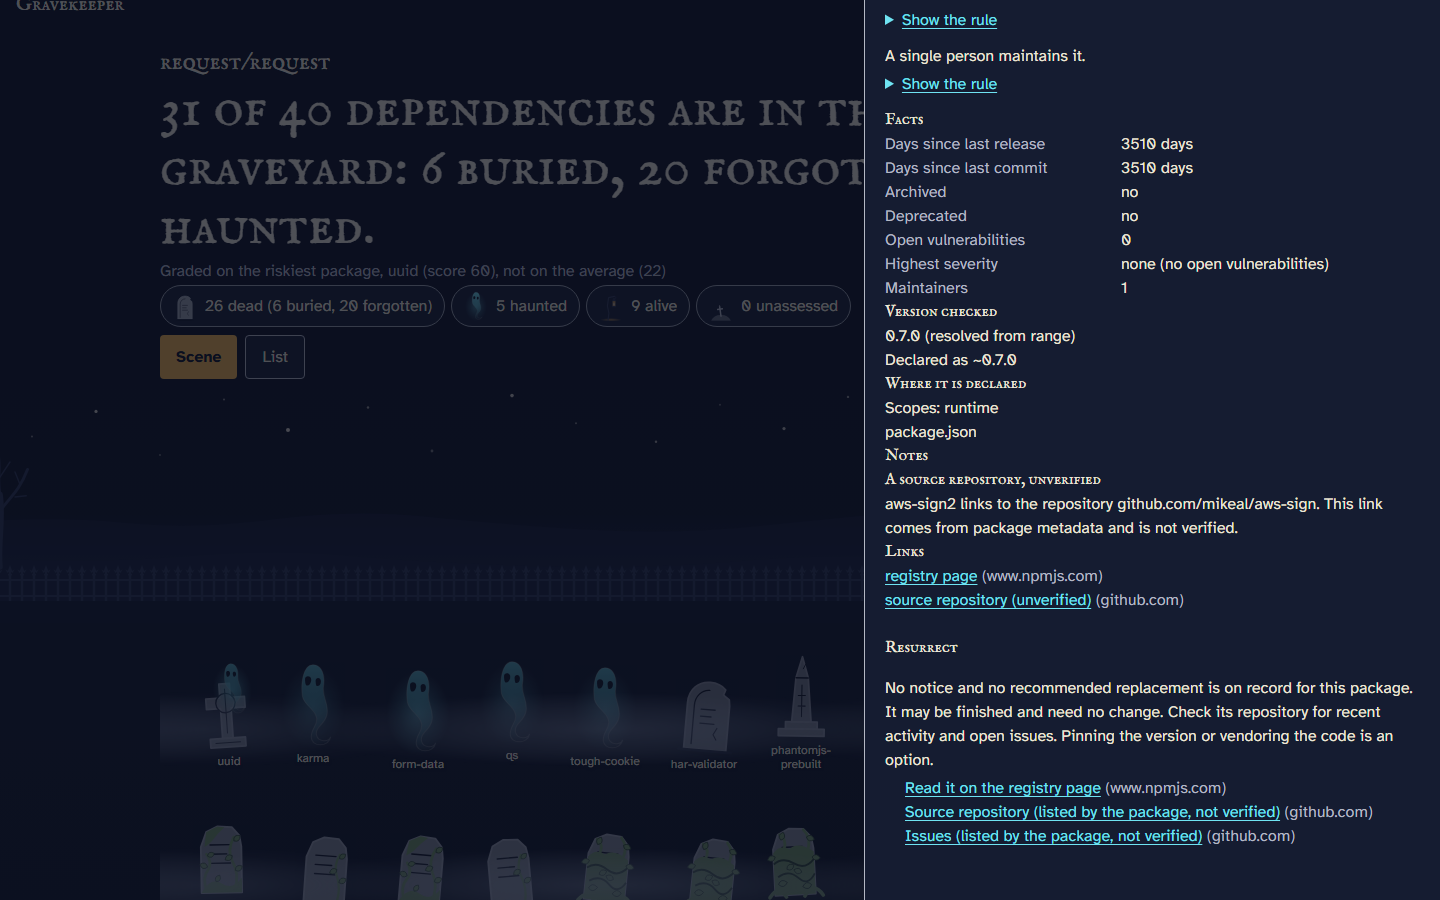 Gravekeeper
request/request
31 of 40 dependencies are in th
graveyard: 6 buried, 20 forgot
haunted.
Graded on the riskiest package, uuid (score 60), not on the average (22)
26 dead (6 buried, 20 forgotten)
5 haunted
9 alive
0 unassessed
Scene
List
uuid
karma
form-data
qs
tough-cookie
har-validator
phantomjs-
prebuilt
Show the rule
A single person maintains it.
Show the rule
Facts
Days since last release 3510 days
Days since last commit 3510 days
Archived no
Deprecated no
Open vulnerabilities 0
Highest severity none (no open vulnerabilities)
Maintainers 1
Version checked
0.7.0 (resolved from range)
Declared as ~0.7.0
Where it is declared
Scopes: runtime
package.json
Notes
A source repository, unverified
aws-sign2 links to the repository github.com/mikeal/aws-sign. This link
comes from package metadata and is not verified.
Links
registry page (www.npmjs.com)
source repository (unverified) (github.com)
Resurrect
No notice and no recommended replacement is on record for this package.
It may be finished and need no change. Check its repository for recent
activity and open issues. Pinning the version or vendoring the code is an
option.
Read it on the registry page (www.npmjs.com)
Source repository (listed by the package, not verified) (github.com)
Issues (listed by the package, not verified) (github.com)